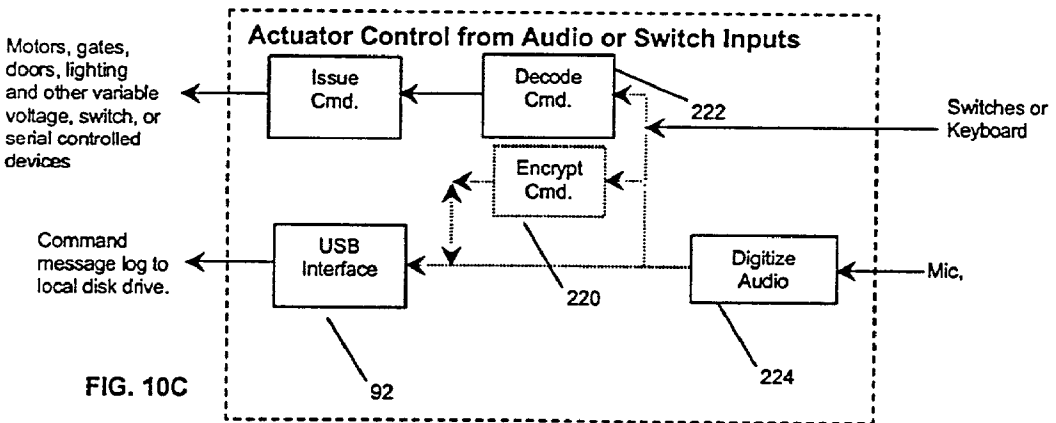 Actuator Control from Audio or Switch Inputs
Motors, gates,
doors, lighting
and other variable
voltage, switch, or
serial controlled
devices
Issue
Cmd.
Decode
Cmd.
222
Switches or
Keyboard
Encrypt
Cmd.
220
Command
message log to
local disk drive.
USB
Interface
92
Digitize
Audio
224
Mic,
FIG. 10C